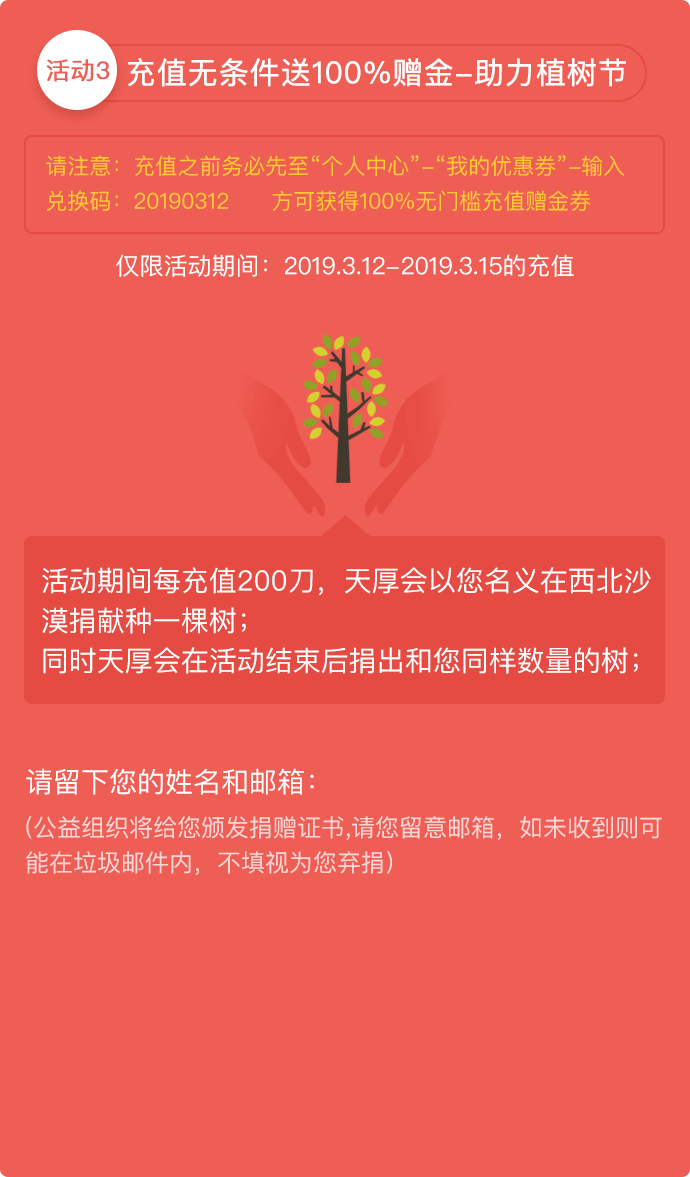 活动3
充值无条件送100%赠金-助力植树节
请注意：充值之前务必先至“个人中心”-“我的优惠券”-输入
兑换码：20190312 方可获得100%无门槛充值赠金券
仅限活动期间：2019.3.12-2019.3.15的充值
活动期间每充值200刀，天厚会以您名义在西北沙
漠捐献种一棵树；
同时天厚会在活动结束后捐出和您同样数量的树；
请留下您的姓名和邮箱：
(公益组织将给您颁发捐赠证书,请您留意邮箱，如未收到则可
能在垃圾邮件内，不填视为您弃捐)